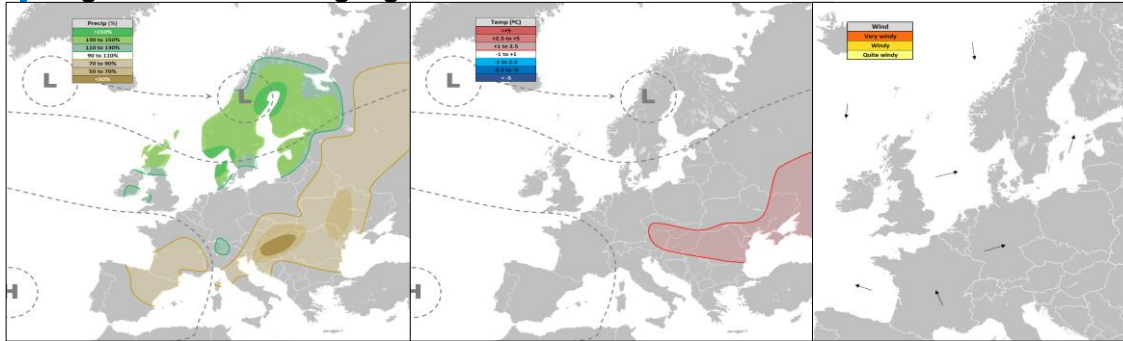 Precip (%)
>150%
130 to 150%
110 to 130%
90 to 110%
70 to 90%
50 to 70%
<50%
L
L
H
Temp (ºC)
>+5
+2.5 to +5
+1 to 2.5
-1 to +1
-1 to 2.5
-2.5 to -5
< -5
L
L
H
Wind
Very windy
Windy
Quite windy